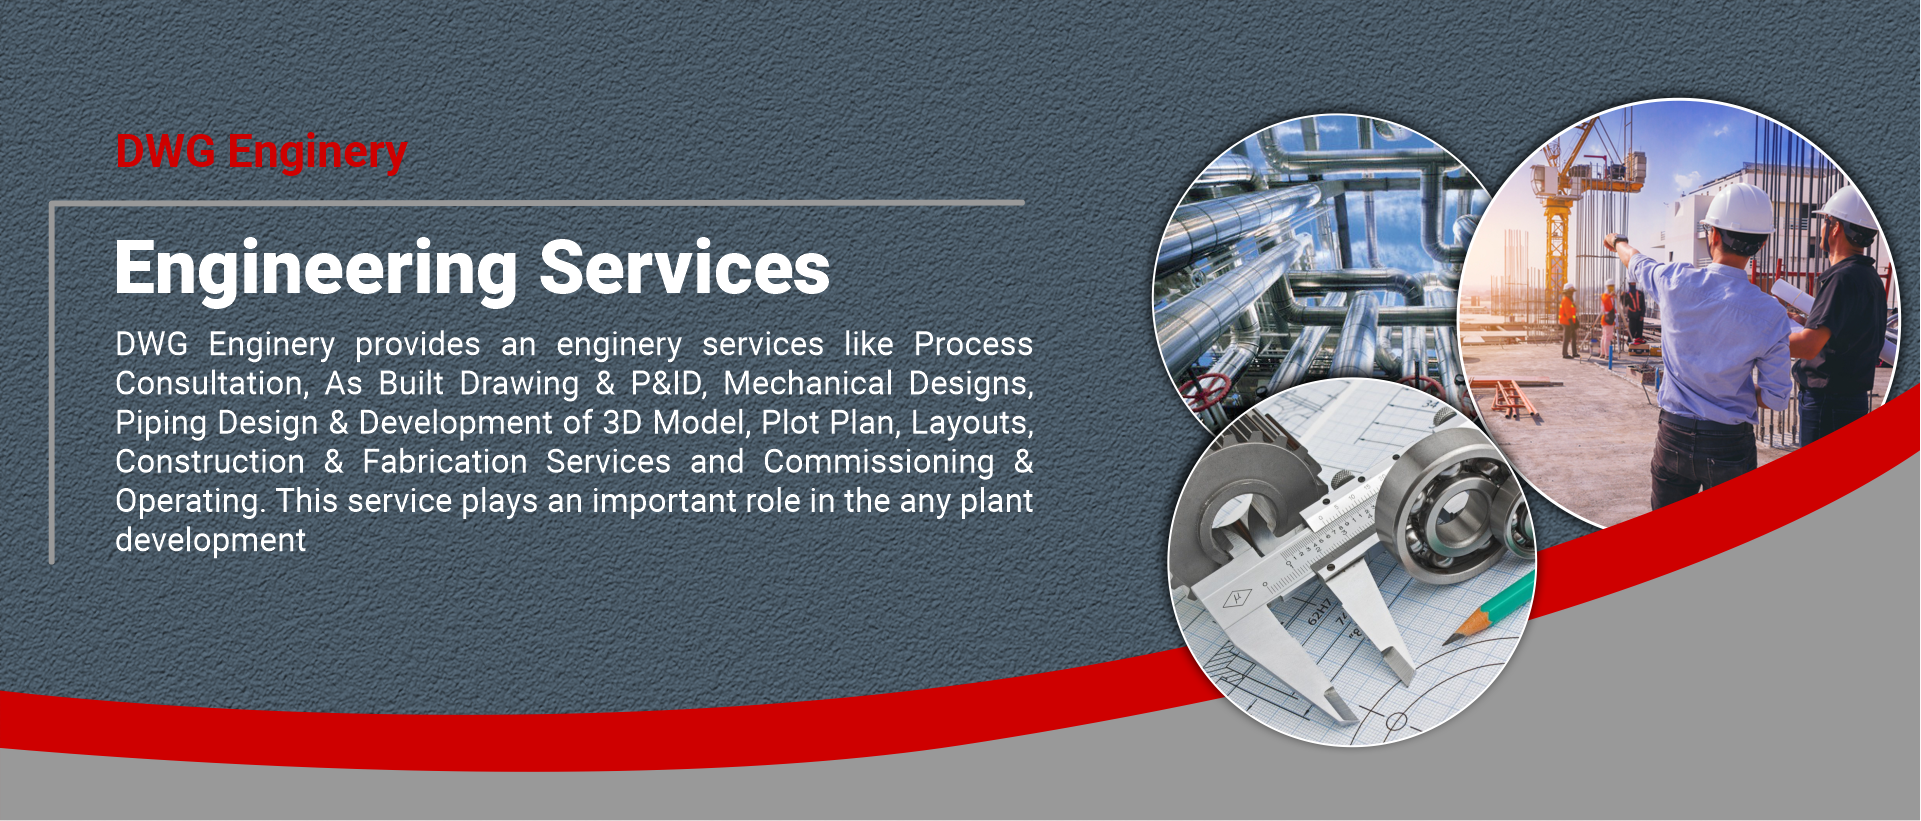 DWG Enginery
Engineering Services
DWG Enginery provides an enginery services like Process
Consultation, As Built Drawing & P&ID, Mechanical Designs,
Piping Design & Development of 3D Model, Plot Plan, Layouts,
Construction & Fabrication Services and Commissioning &
Operating. This service plays an important role in the any plant
development
62H7